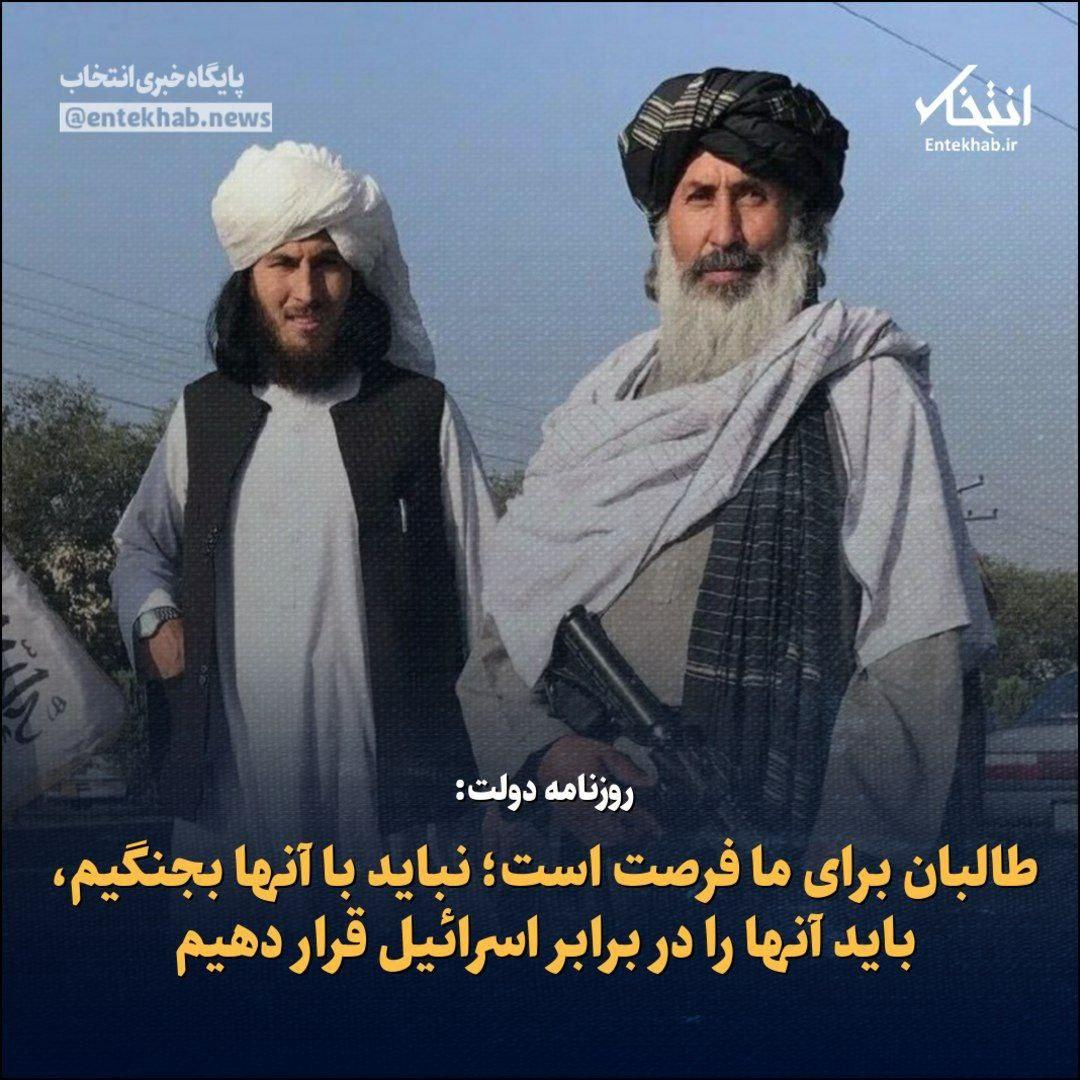 پایگاه خبری انتخاب
@entekhab.news
انتخاب
Entekhab.ir
روزنامه دولت:
طالبان برای ما فرصت است؛ نباید با آنها بجنگیم،
باید آنها را در برابر اسرائیل قرار دهیم